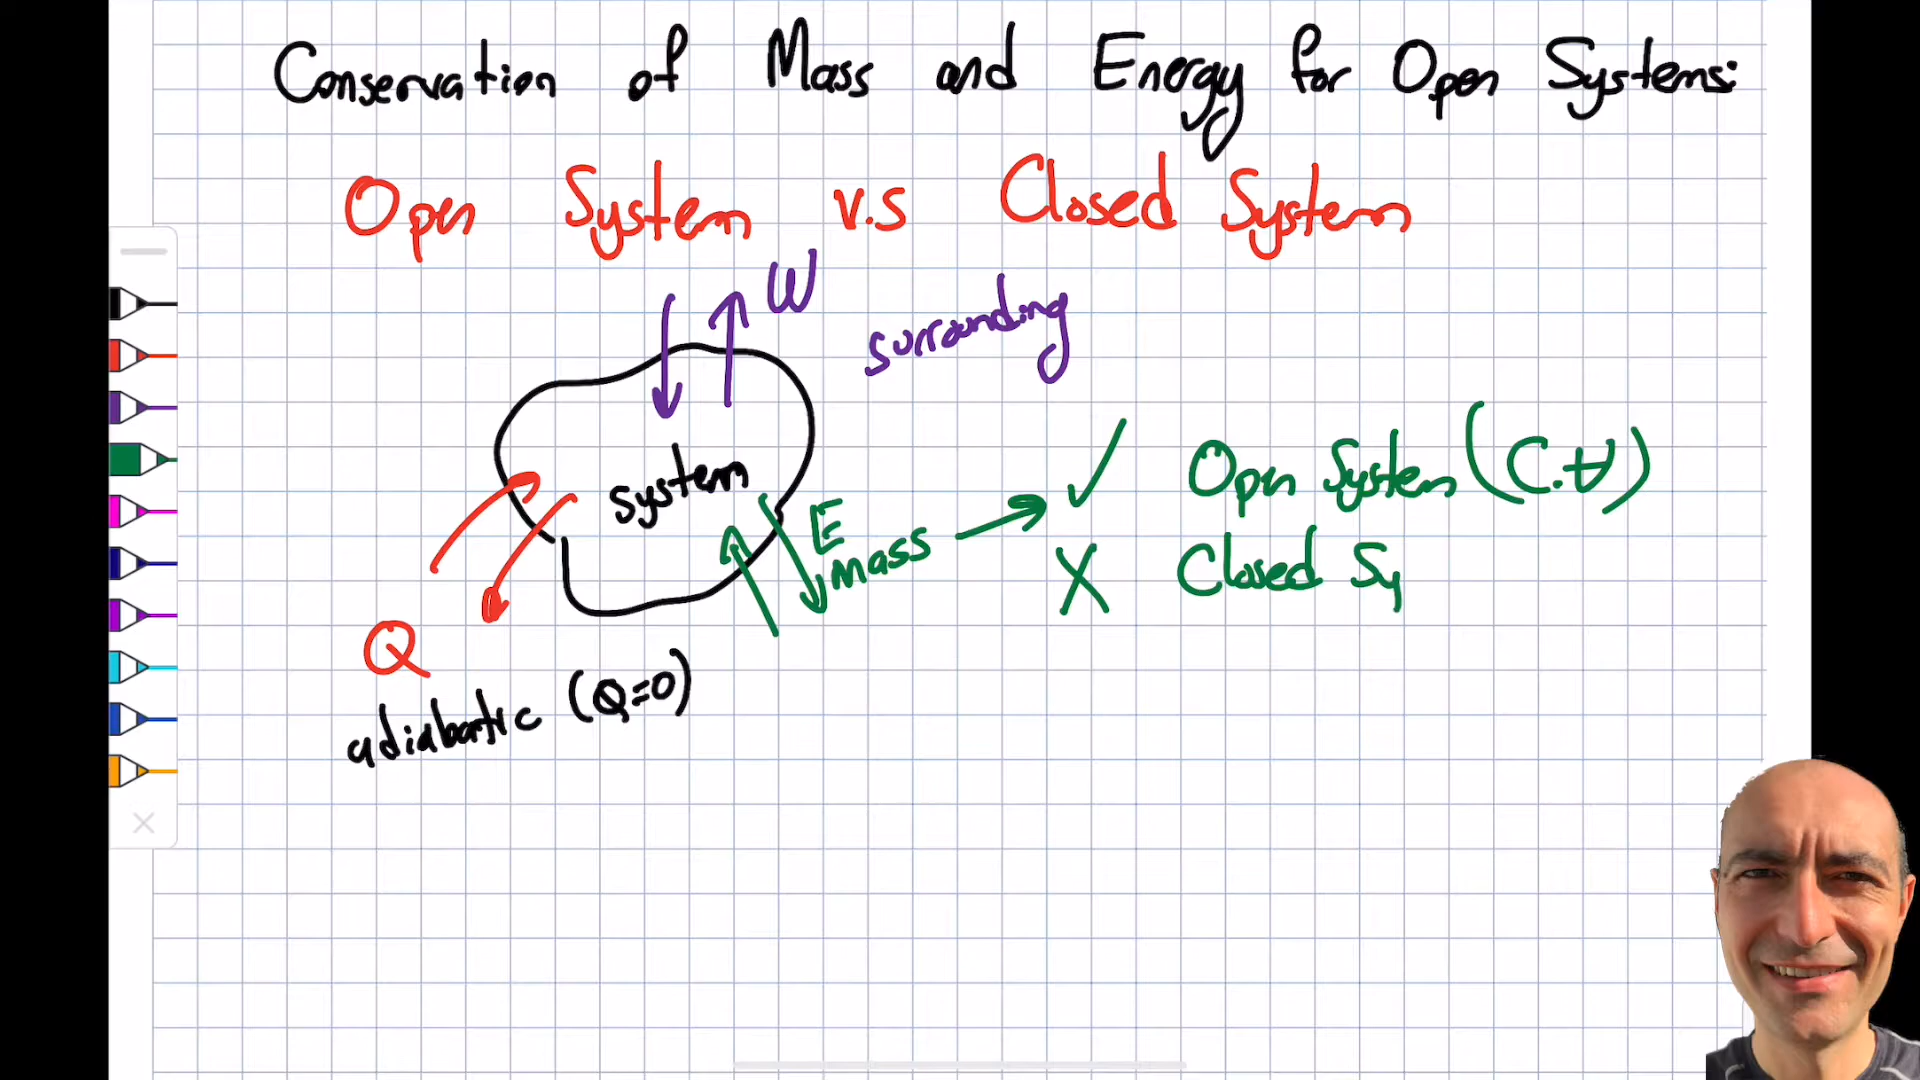 Conservation of Mass and Energy for Open Systems:
Open System v.s Closed System
W
surrounding
system
E
mass
Open System (C.V)
Closed Sy
Q
adiabatic (Q=0)